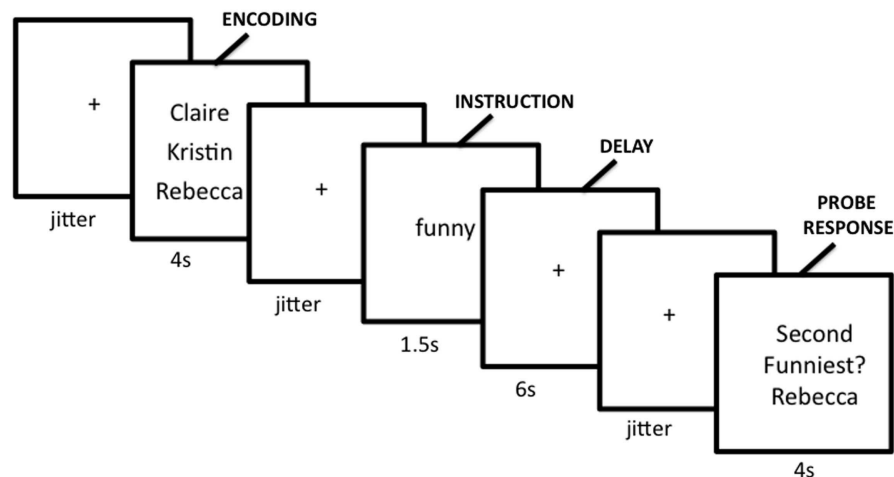 ENCODING
+
Claire
Kristin
Rebecca
jitter
4s
INSTRUCTION
+
jitter
funny
1.5s
DELAY
+
6s
+
jitter
PROBE
RESPONSE
Second
Funniest?
Rebecca
4s